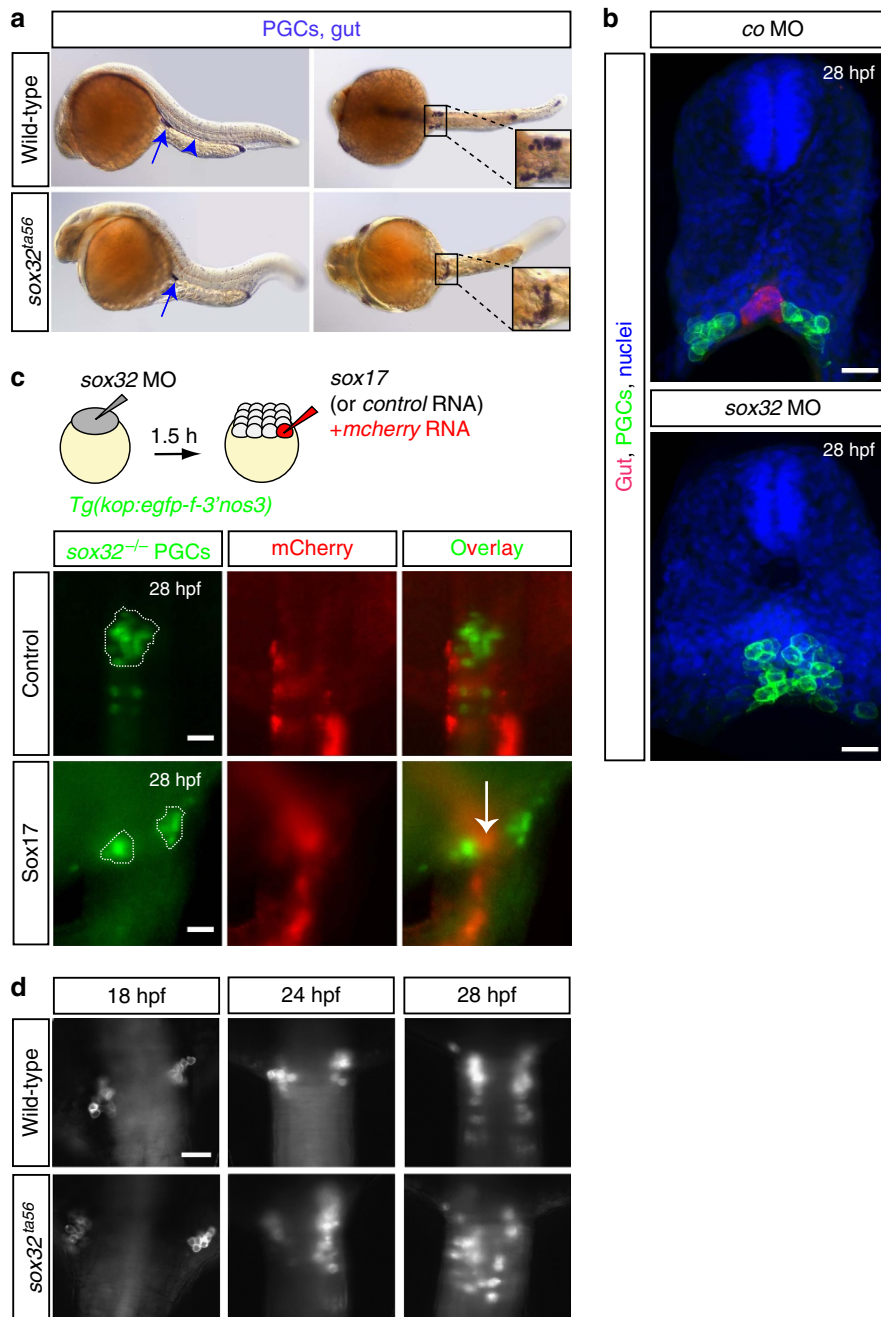 a
PGCs, gut
Wild-type
sox32ta56
b
co MO
28 hpf
sox32 MO
28 hpf
Gut, PGCs, nuclei
c
sox32 MO
1.5 h
sox17
(or control RNA)
+mcherry RNA
Tg(kop:egfp-f-3'nos3)
sox32–/– PGCs
mCherry
Overlay
Control
28 hpf
Sox17
28 hpf
d
18 hpf
24 hpf
28 hpf
Wild-type
sox32ta56